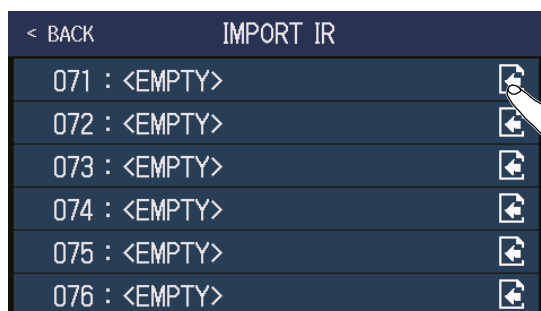 < BACK IMPORT IR
071 : <EMPTY>
072 : <EMPTY>
073 : <EMPTY>
074 : <EMPTY>
075 : <EMPTY>
076 : <EMPTY>